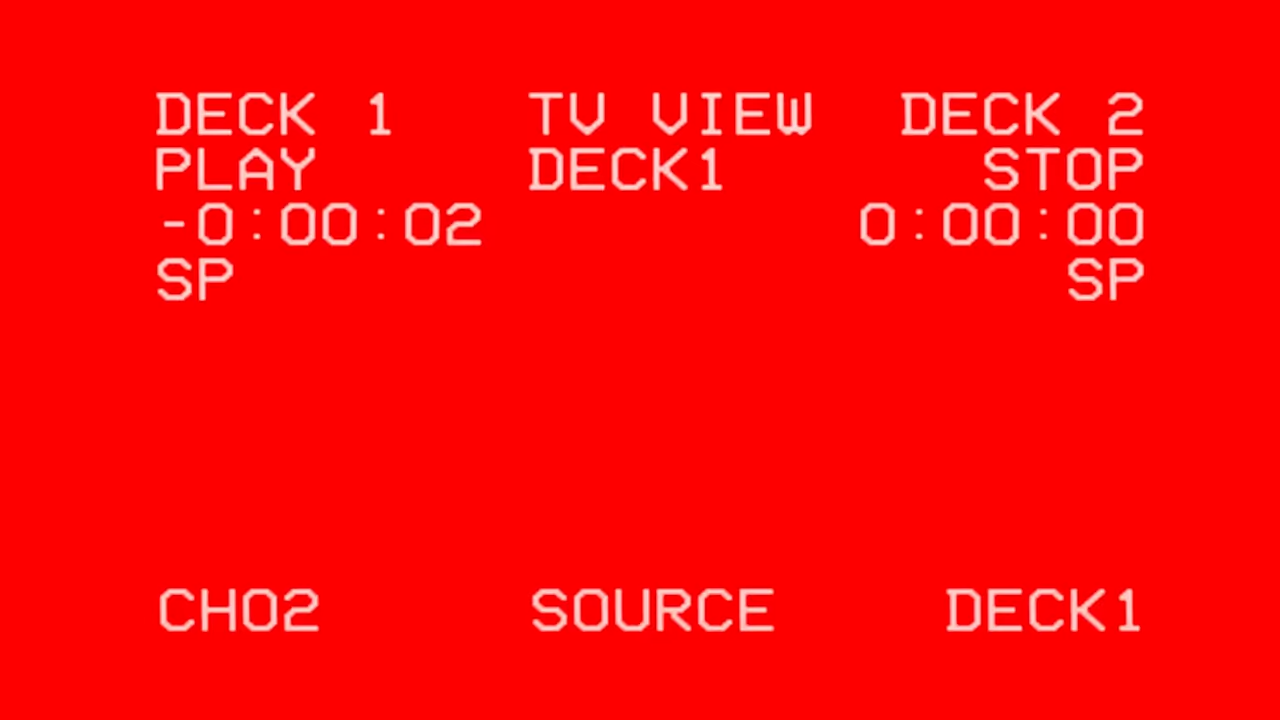 DECK 1 TV VIEW DECK 2
PLAY DECK1 STOP
-0:00:02 0:00:00
SP SP
CH02 SOURCE DECK1